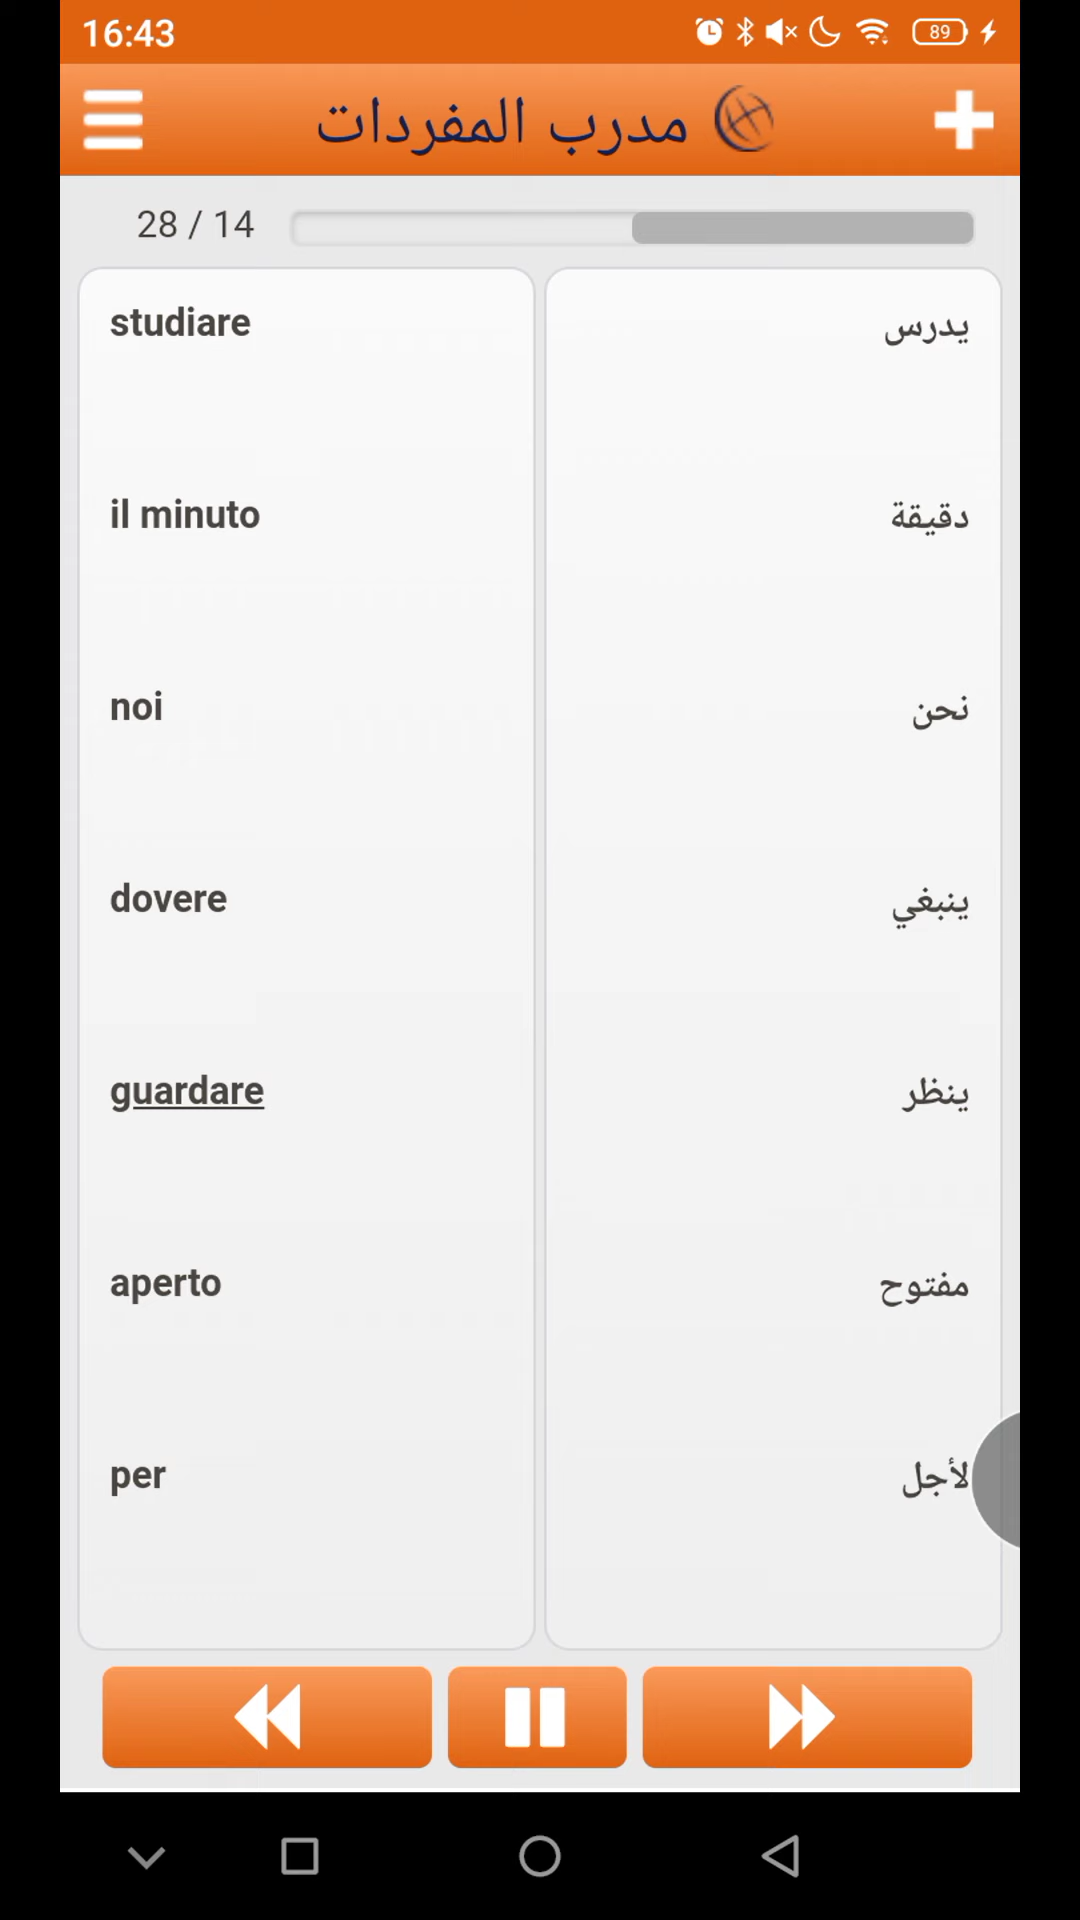 16:43
89
مدرب المفردات
28 / 14
studiare
يدرس
il minuto
دقيقة
noi
نحن
dovere
ينبغي
guardare
ينظر
aperto
مفتوح
per
لأجل